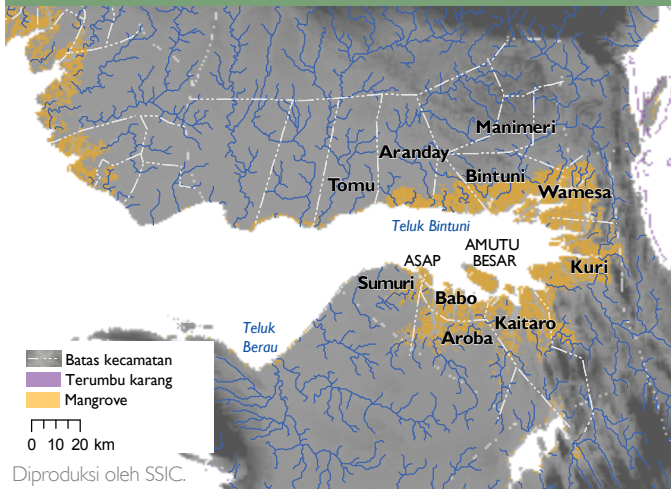 Manimeri
Aranday
Bintuni
Tomu
Wamesa
Teluk Bintuni
AMUTU
BESAR
ASAP
Kuri
Sumuri
Babo
Kaitaro
Teluk
Berau
Aroba
Batas kecamatan
Terumbu karang
Mangrove
0 10 20 km
Diproduksi oleh SSIC.